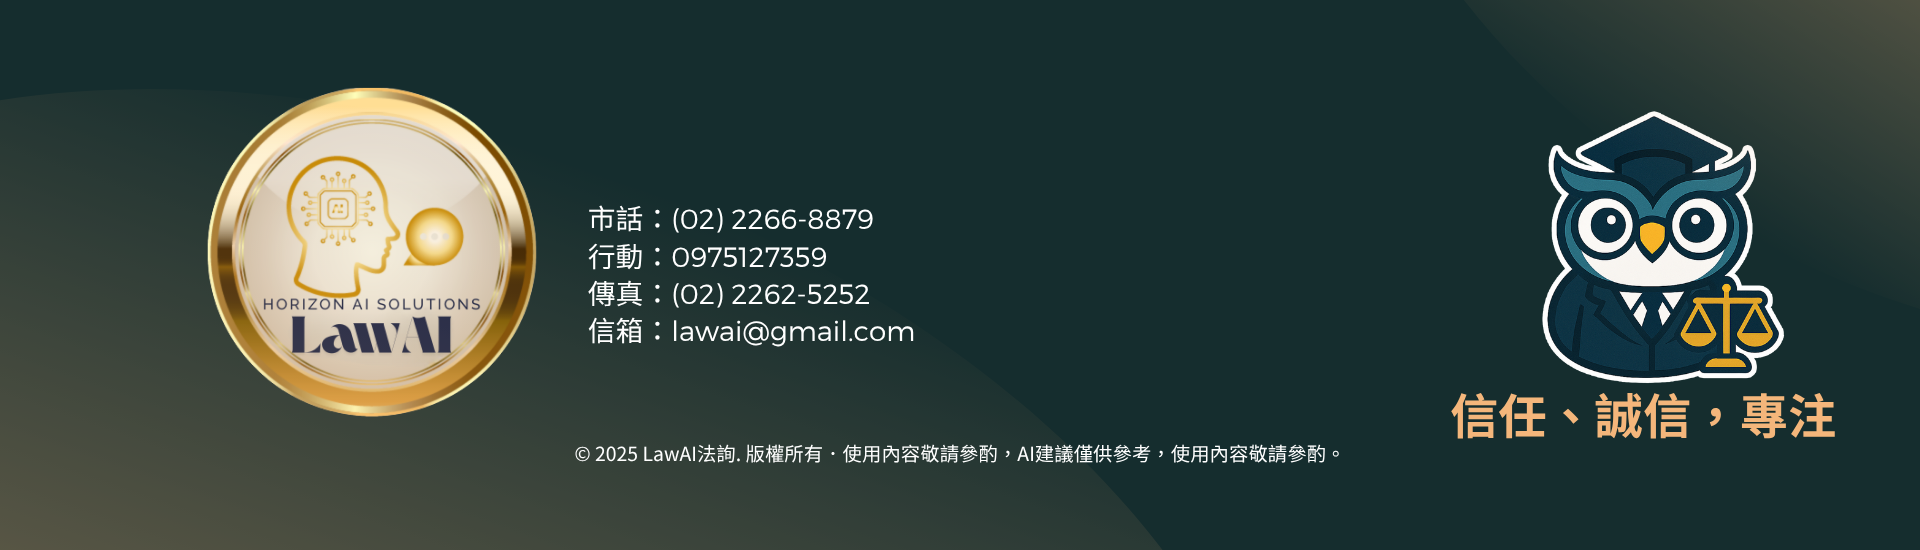 HORIZON AI SOLUTIONS
LawAI
市話：(02) 2266-8879
行動：0975127359
傳真：(02) 2262-5252
信箱：lawai@gmail.com
信任、誠信，專注
© 2025 LawAI法詢. 版權所有．使用內容敬請參酌，AI建議僅供參考，使用內容敬請參酌。